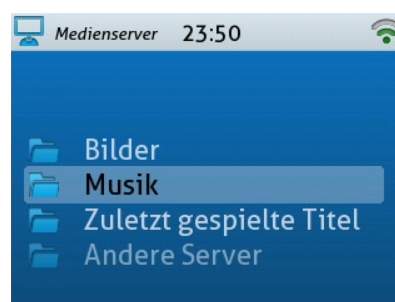 Medienserver 23:50
Bilder
Musik
Zuletzt gespielte Titel
Andere Server